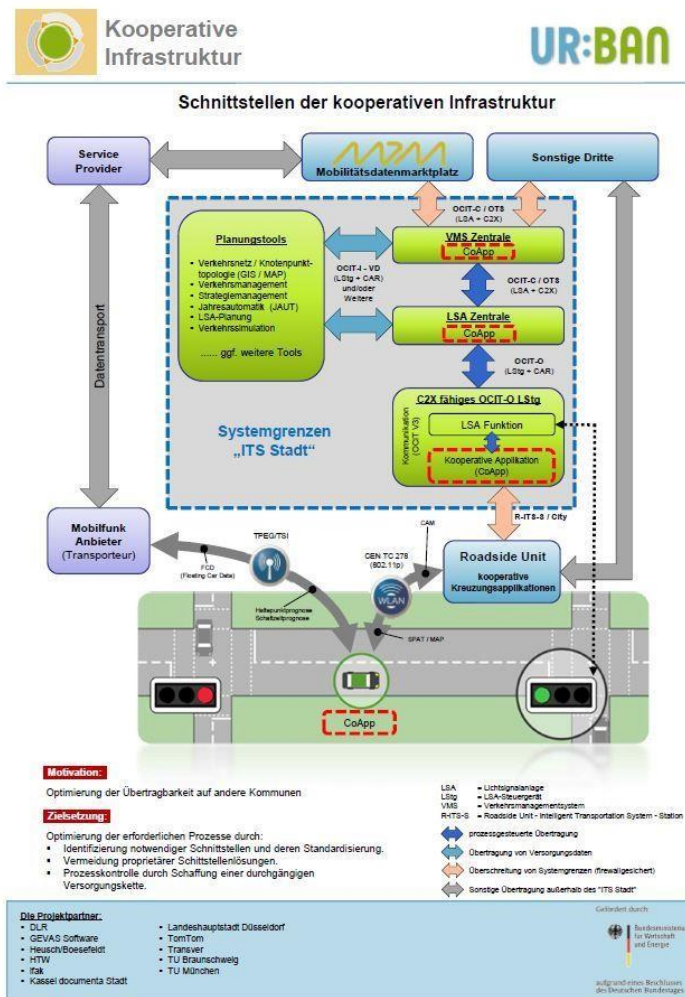 Kooperative
Infrastruktur
UR:BAN
Schnittstellen der kooperativen Infrastruktur
Service
Provider
MDM
Mobilitätsdatenmarktplatz
Sonstige Dritte
OCIT-C / OTS
(LSA + C2X)
Planungstools
▪ Verkehrsnetz / Knotenpunkt-
topologie (GIS / MAP)
▪ Verkehrsmanagement
▪ Strategiemanagement
▪ Jahresautomatik (JAUT)
▪ LSA-Planung
▪ Verkehrssimulation
...... ggf. weitere Tools
OCIT-I - VD
(LStg + CAR)
und/oder
Weitere
VMS Zentrale
CoApp
OCIT-C / OTS
(LSA + C2X)
LSA Zentrale
CoApp
OCIT-O
(LStg + CAR)
Datentransport
Systemgrenzen
„ITS Stadt“
C2X fähiges OCIT-O LStg
Kommunikation
(OCIT V3)
LSA Funktion
Kooperative Applikation
(CoApp)
R-ITS-S / City
Mobilfunk
Anbieter
(Transporteur)
TPEG/TSI
FCD
(Floating Car Data)
Haltepunktprognose
Schaltzeitprognose
CAM
CEN TC 278
(802.11p)
WLAN
SPAT / MAP
Roadside Unit
kooperative
Kreuzungsapplikationen
CoApp
Motivation:
Optimierung der Übertragbarkeit auf andere Kommunen
Zielsetzung:
Optimierung der erforderlichen Prozesse durch:
▪ Identifizierung notwendiger Schnittstellen und deren Standardisierung.
▪ Vermeidung proprietärer Schittstellenlösungen.
▪ Prozesskontrolle durch Schaffung einer durchgängigen
Versorgungskette.
LSA = Lichtsignalanlage
LStg = LSA-Steuergerät
VMS = Verkehrsmanagementsystem
R-ITS-S = Roadside Unit - Intelligent Transportation System - Station
prozessgesteuerte Übertragung
Übertragung von Versorgungsdaten
Überschreitung von Systemgrenzen (firewallgesichert)
Sonstige Übertragung außerhalb des "ITS Stadt"
Die Projektpartner:
▪ DLR
▪ GEVAS Software
▪ Heusch/Boesefeldt
▪ HTW
▪ ifak
▪ Kassel documenta Stadt
▪ Landeshauptstadt Düsseldorf
▪ TomTom
▪ Transver
▪ TU Braunschweig
▪ TU München
Gefördert durch:
Bundesministerium
für Wirtschaft
und Energie
aufgrund eines Beschlusses
des Deutschen Bundestages